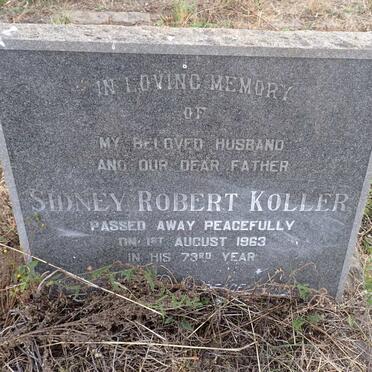 IN LOVING MEMORY
OF
MY BELOVED HUSBAND
AND OUR DEAR FATHER
SIDNEY ROBERT KOLLER
PASSED AWAY PEACEFULLY
ON 1ST AUGUST 1963
IN HIS 73RD YEAR